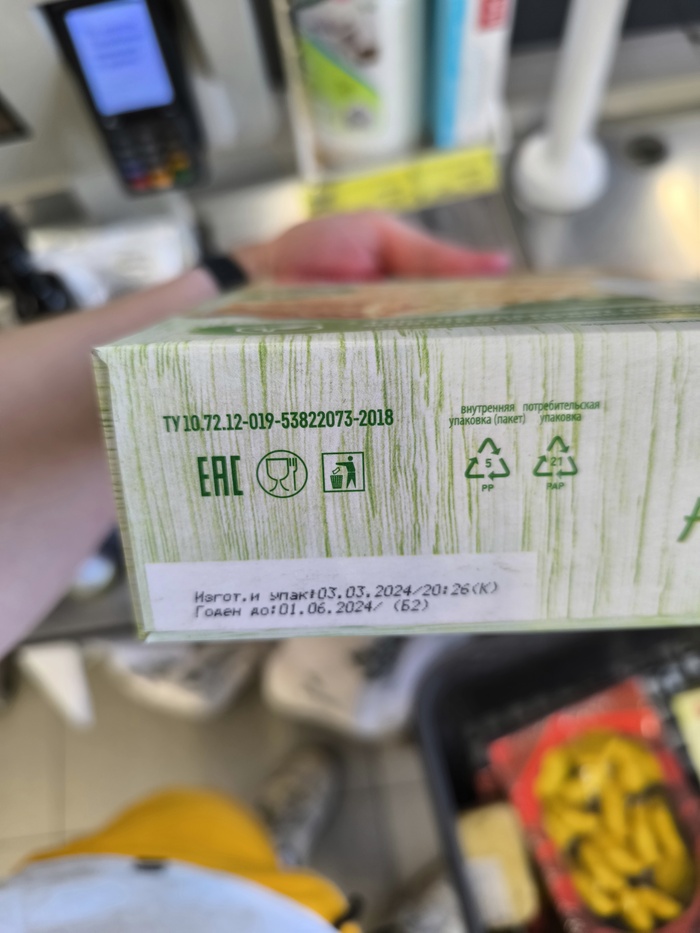 ТУ 10.72.12-019-53822073-2018
внутренняя упаковка (пакет)
потребительская упаковка
EAC
5
PP
21
PAP
Изгот.и упак:03.03.2024/20:26(К)
Годен до:01.06.2024/ (Б2)